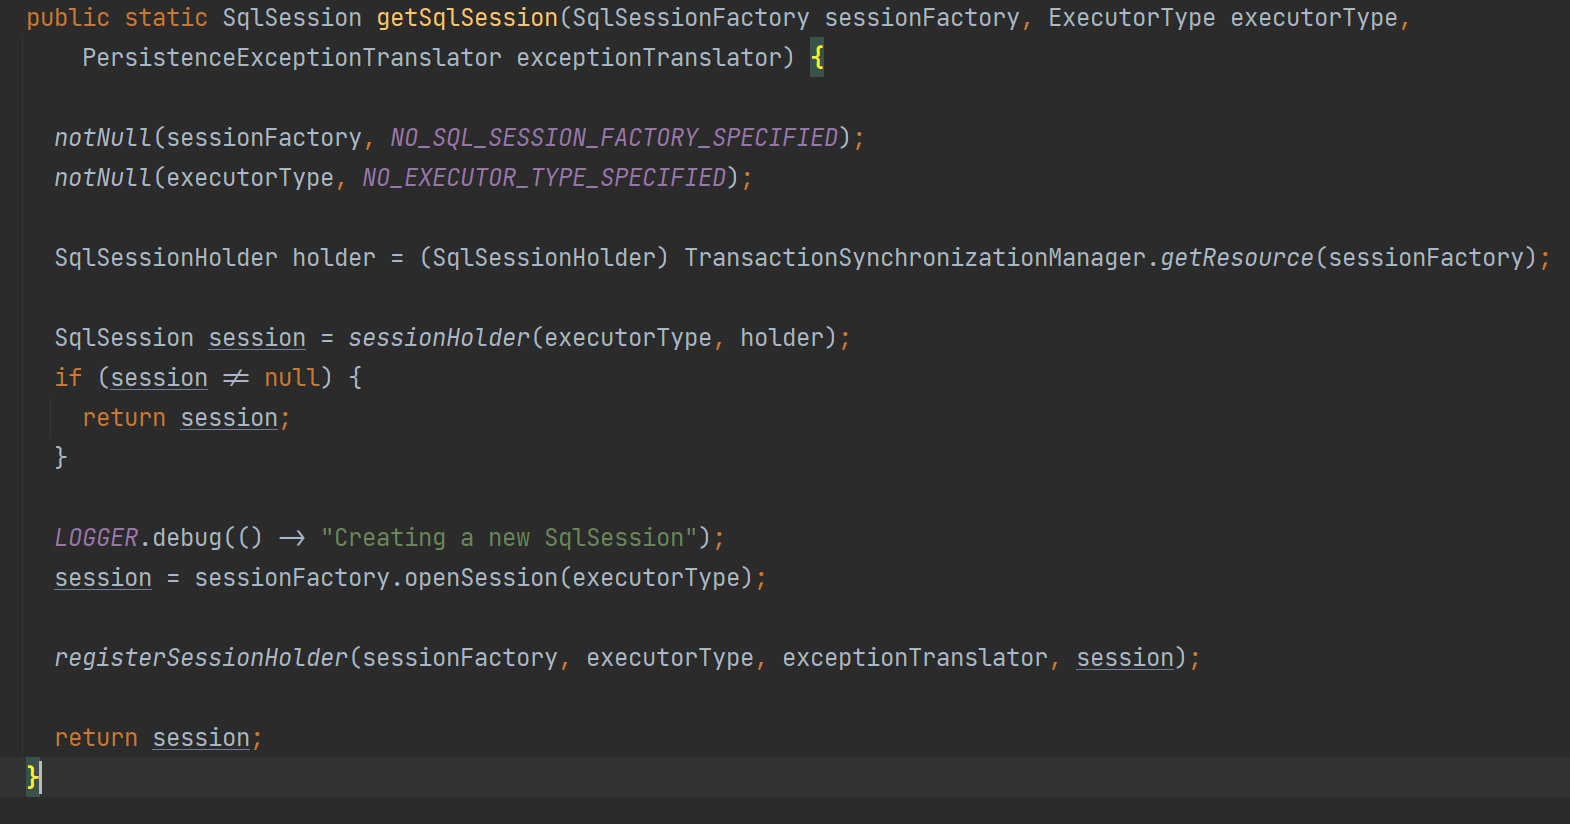 public static SqlSession getSqlSession(SqlSessionFactory sessionFactory, ExecutorType executorType,
PersistenceExceptionTranslator exceptionTranslator) {
notNull(sessionFactory, NO_SQL_SESSION_FACTORY_SPECIFIED);
notNull(executorType, NO_EXECUTOR_TYPE_SPECIFIED);
SqlSessionHolder holder = (SqlSessionHolder) TransactionSynchronizationManager.getResource(sessionFactory);
SqlSession session = sessionHolder(executorType, holder);
if (session != null) {
return session;
}
LOGGER.debug(() -> "Creating a new SqlSession");
session = sessionFactory.openSession(executorType);
registerSessionHolder(sessionFactory, executorType, exceptionTranslator, session);
return session;
}